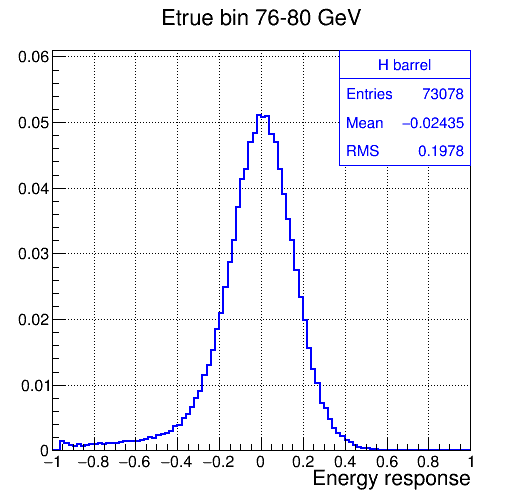 Etrue bin 76-80 GeV
H barrel
Entries 73078
Mean −0.02435
RMS 0.1978
0.06
0.05
0.04
0.03
0.02
0.01
0
−1 −0.8 −0.6 −0.4 −0.2 0 0.2 0.4 0.6 0.8 1
Energy response